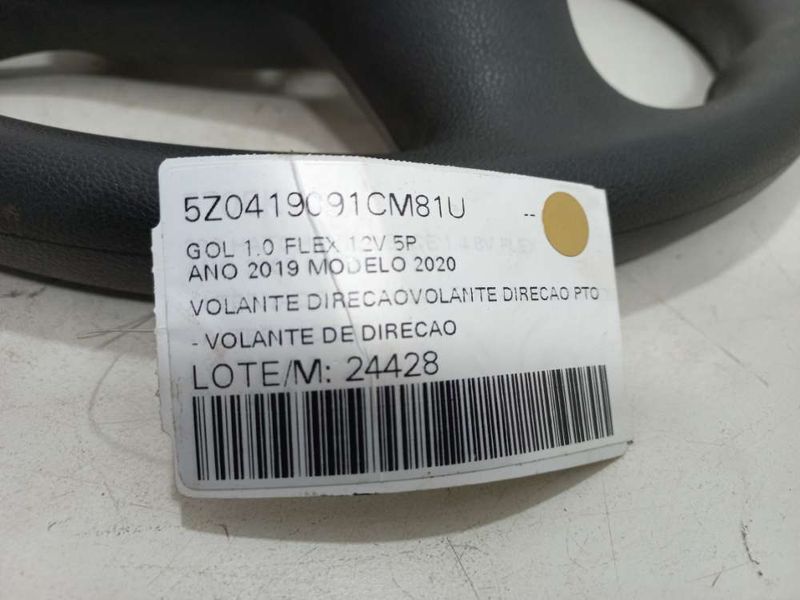 5Z0419091CM81U --
GOL 1.0 FLEX 12V 5P
ANO 2019 MODELO 2020
VOLANTE DIRECAOVOLANTE DIRECAO PTO
- VOLANTE DE DIRECAO
LOTE/M: 24428